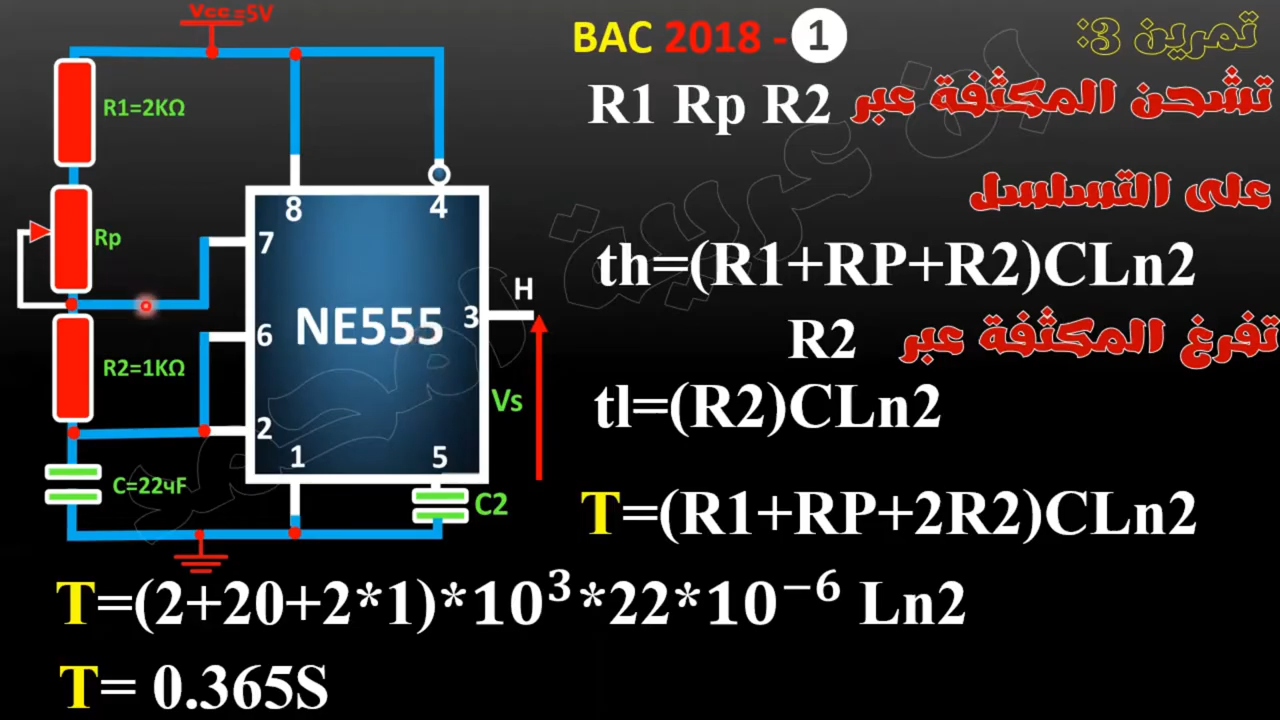 Vcc=5V
BAC 2018 - 1
تمرين 3:
R1=2KΩ
تشحن المكثفة عبر R1 Rp R2
على التسلسل
8
4
Rp
7
th=(R1+RP+R2)CLn2
H
6
NE555
3
تفرغ المكثفة عبر R2
R2=1KΩ
Vs
tl=(R2)CLn2
2
1
5
C=22чF
C2
T=(R1+RP+2R2)CLn2
T=(2+20+2*1)*10³*22*10⁻⁶ Ln2
T= 0.365S